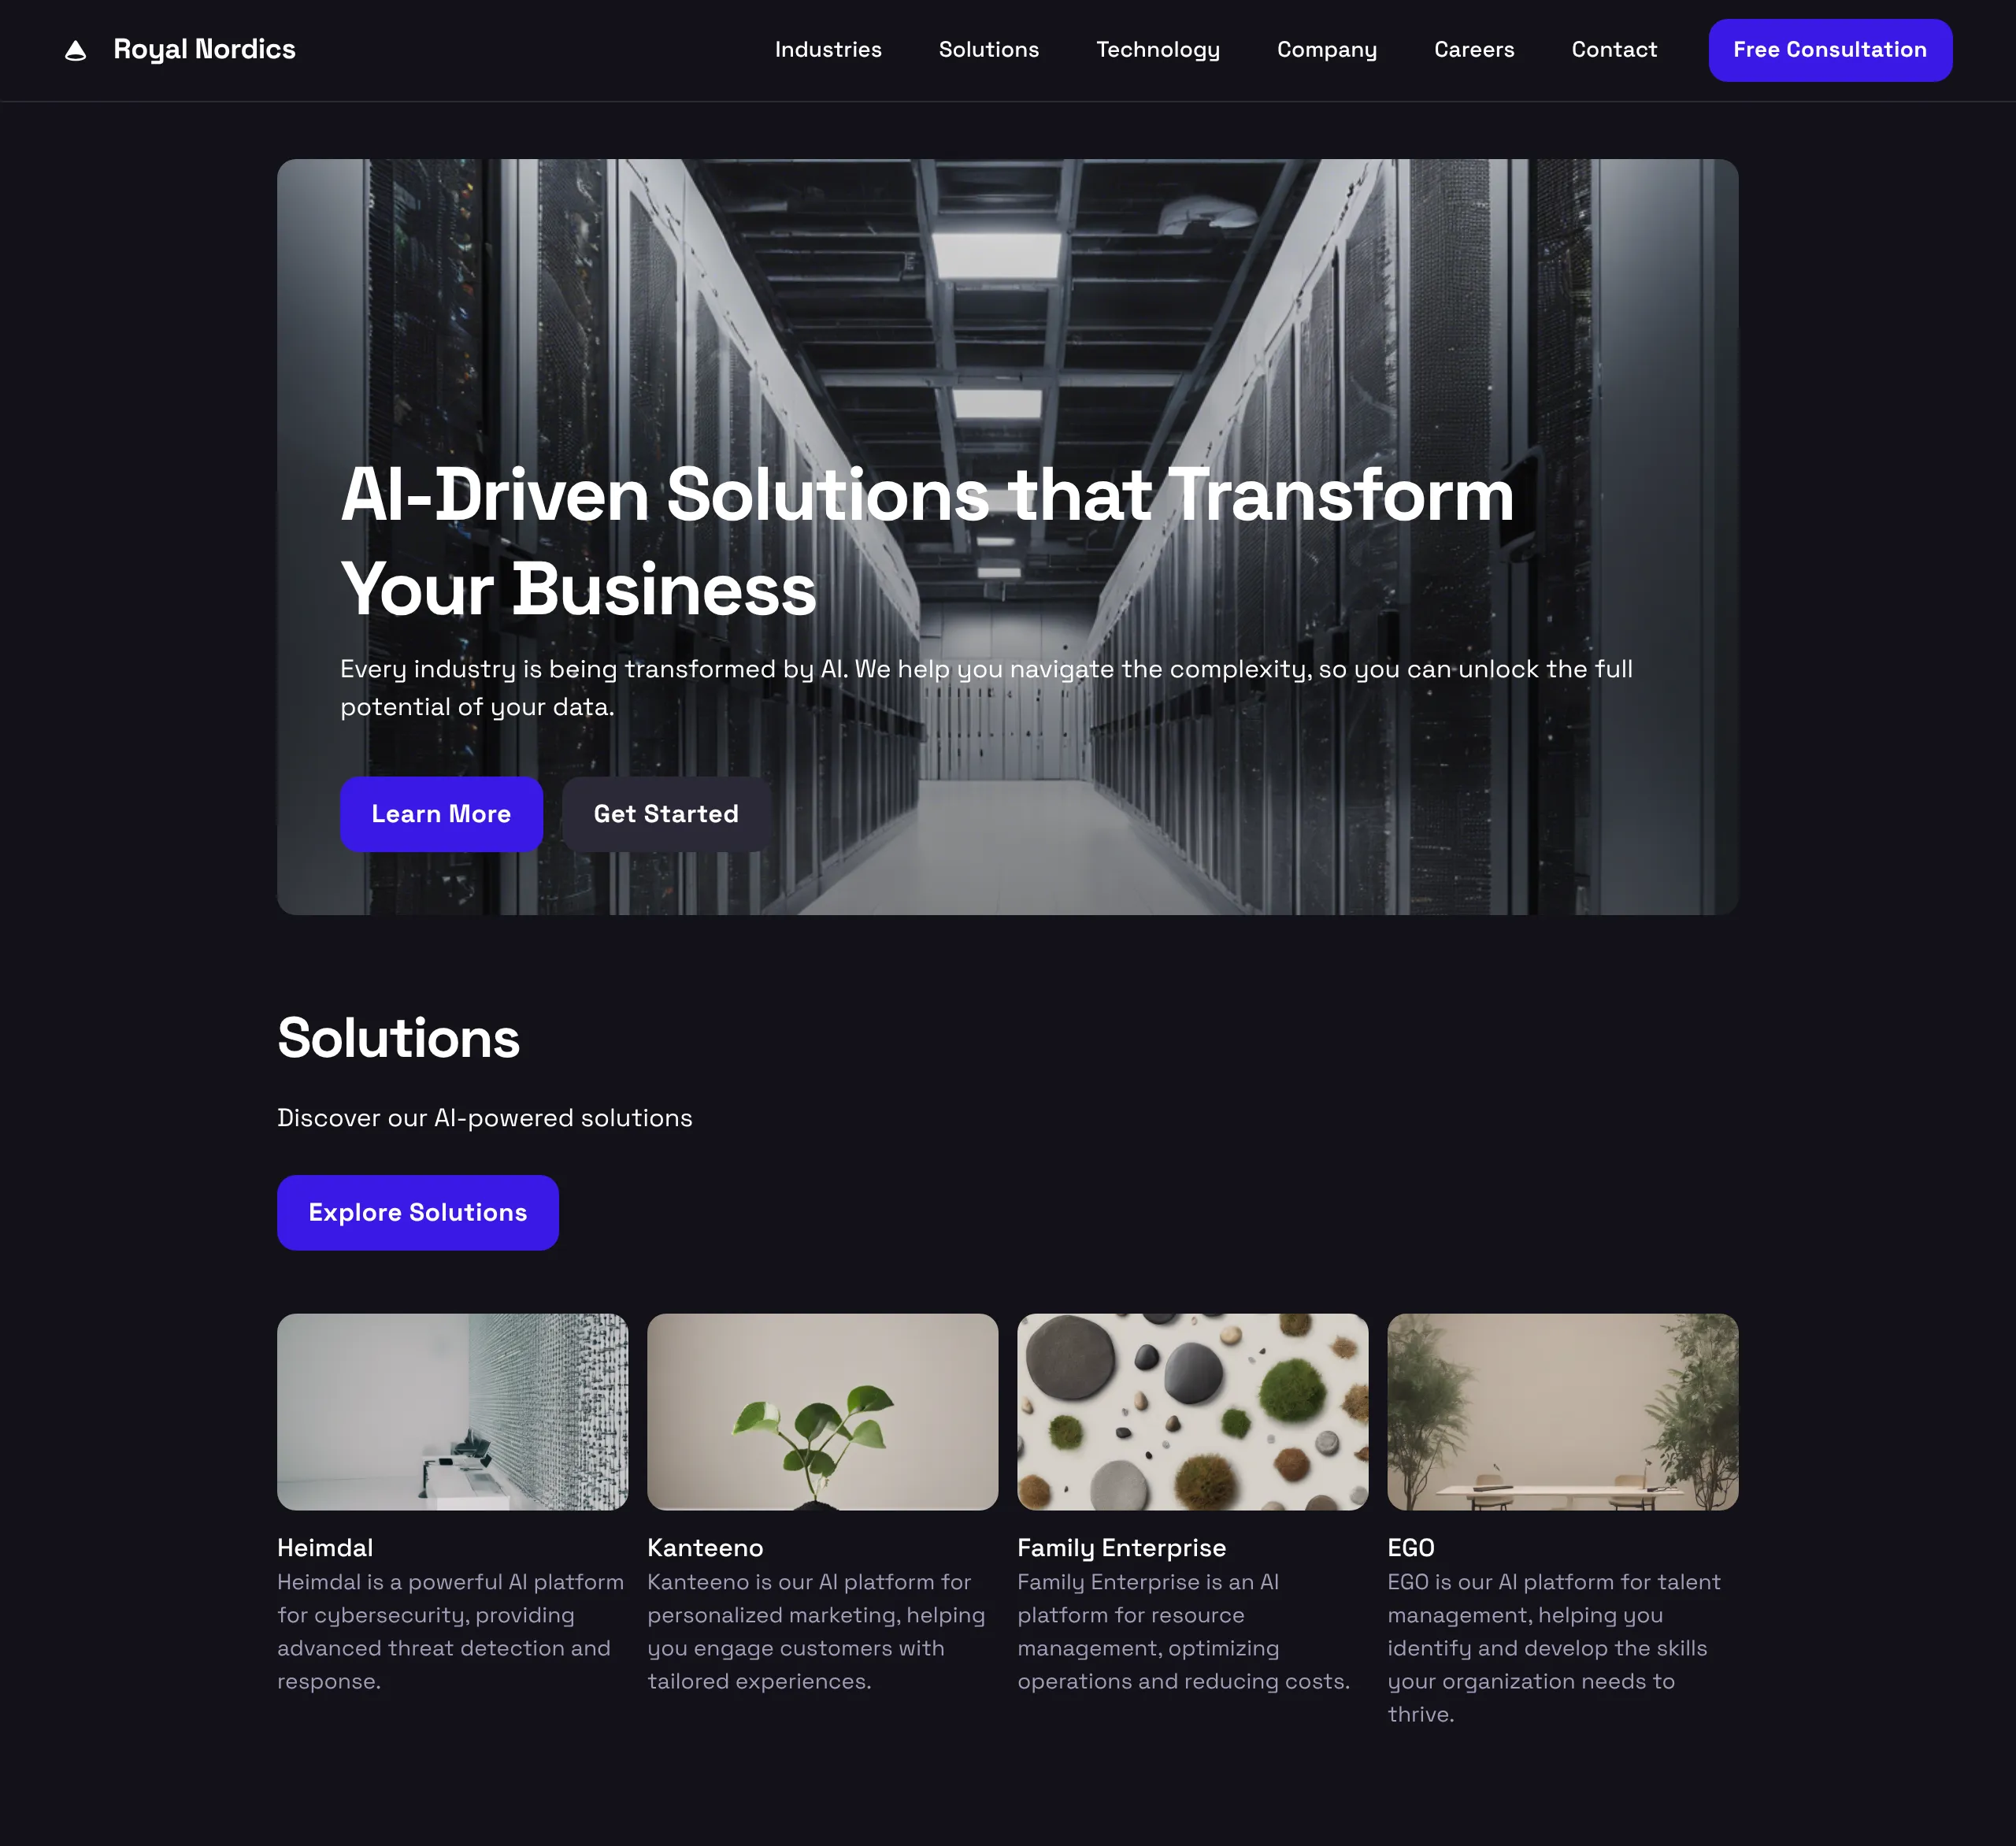 Royal Nordics
Industries
Solutions
Technology
Company
Careers
Contact
Free Consultation
AI-Driven Solutions that Transform
Your Business
Every industry is being transformed by AI. We help you navigate the complexity, so you can unlock the full
potential of your data.
Learn More
Get Started
Solutions
Discover our AI-powered solutions
Explore Solutions
Heimdal
Heimdal is a powerful AI platform
for cybersecurity, providing
advanced threat detection and
response.
Kanteeno
Kanteeno is our AI platform for
personalized marketing, helping
you engage customers with
tailored experiences.
Family Enterprise
Family Enterprise is an AI
platform for resource
management, optimizing
operations and reducing costs.
EGO
EGO is our AI platform for talent
management, helping you
identify and develop the skills
your organization needs to
thrive.